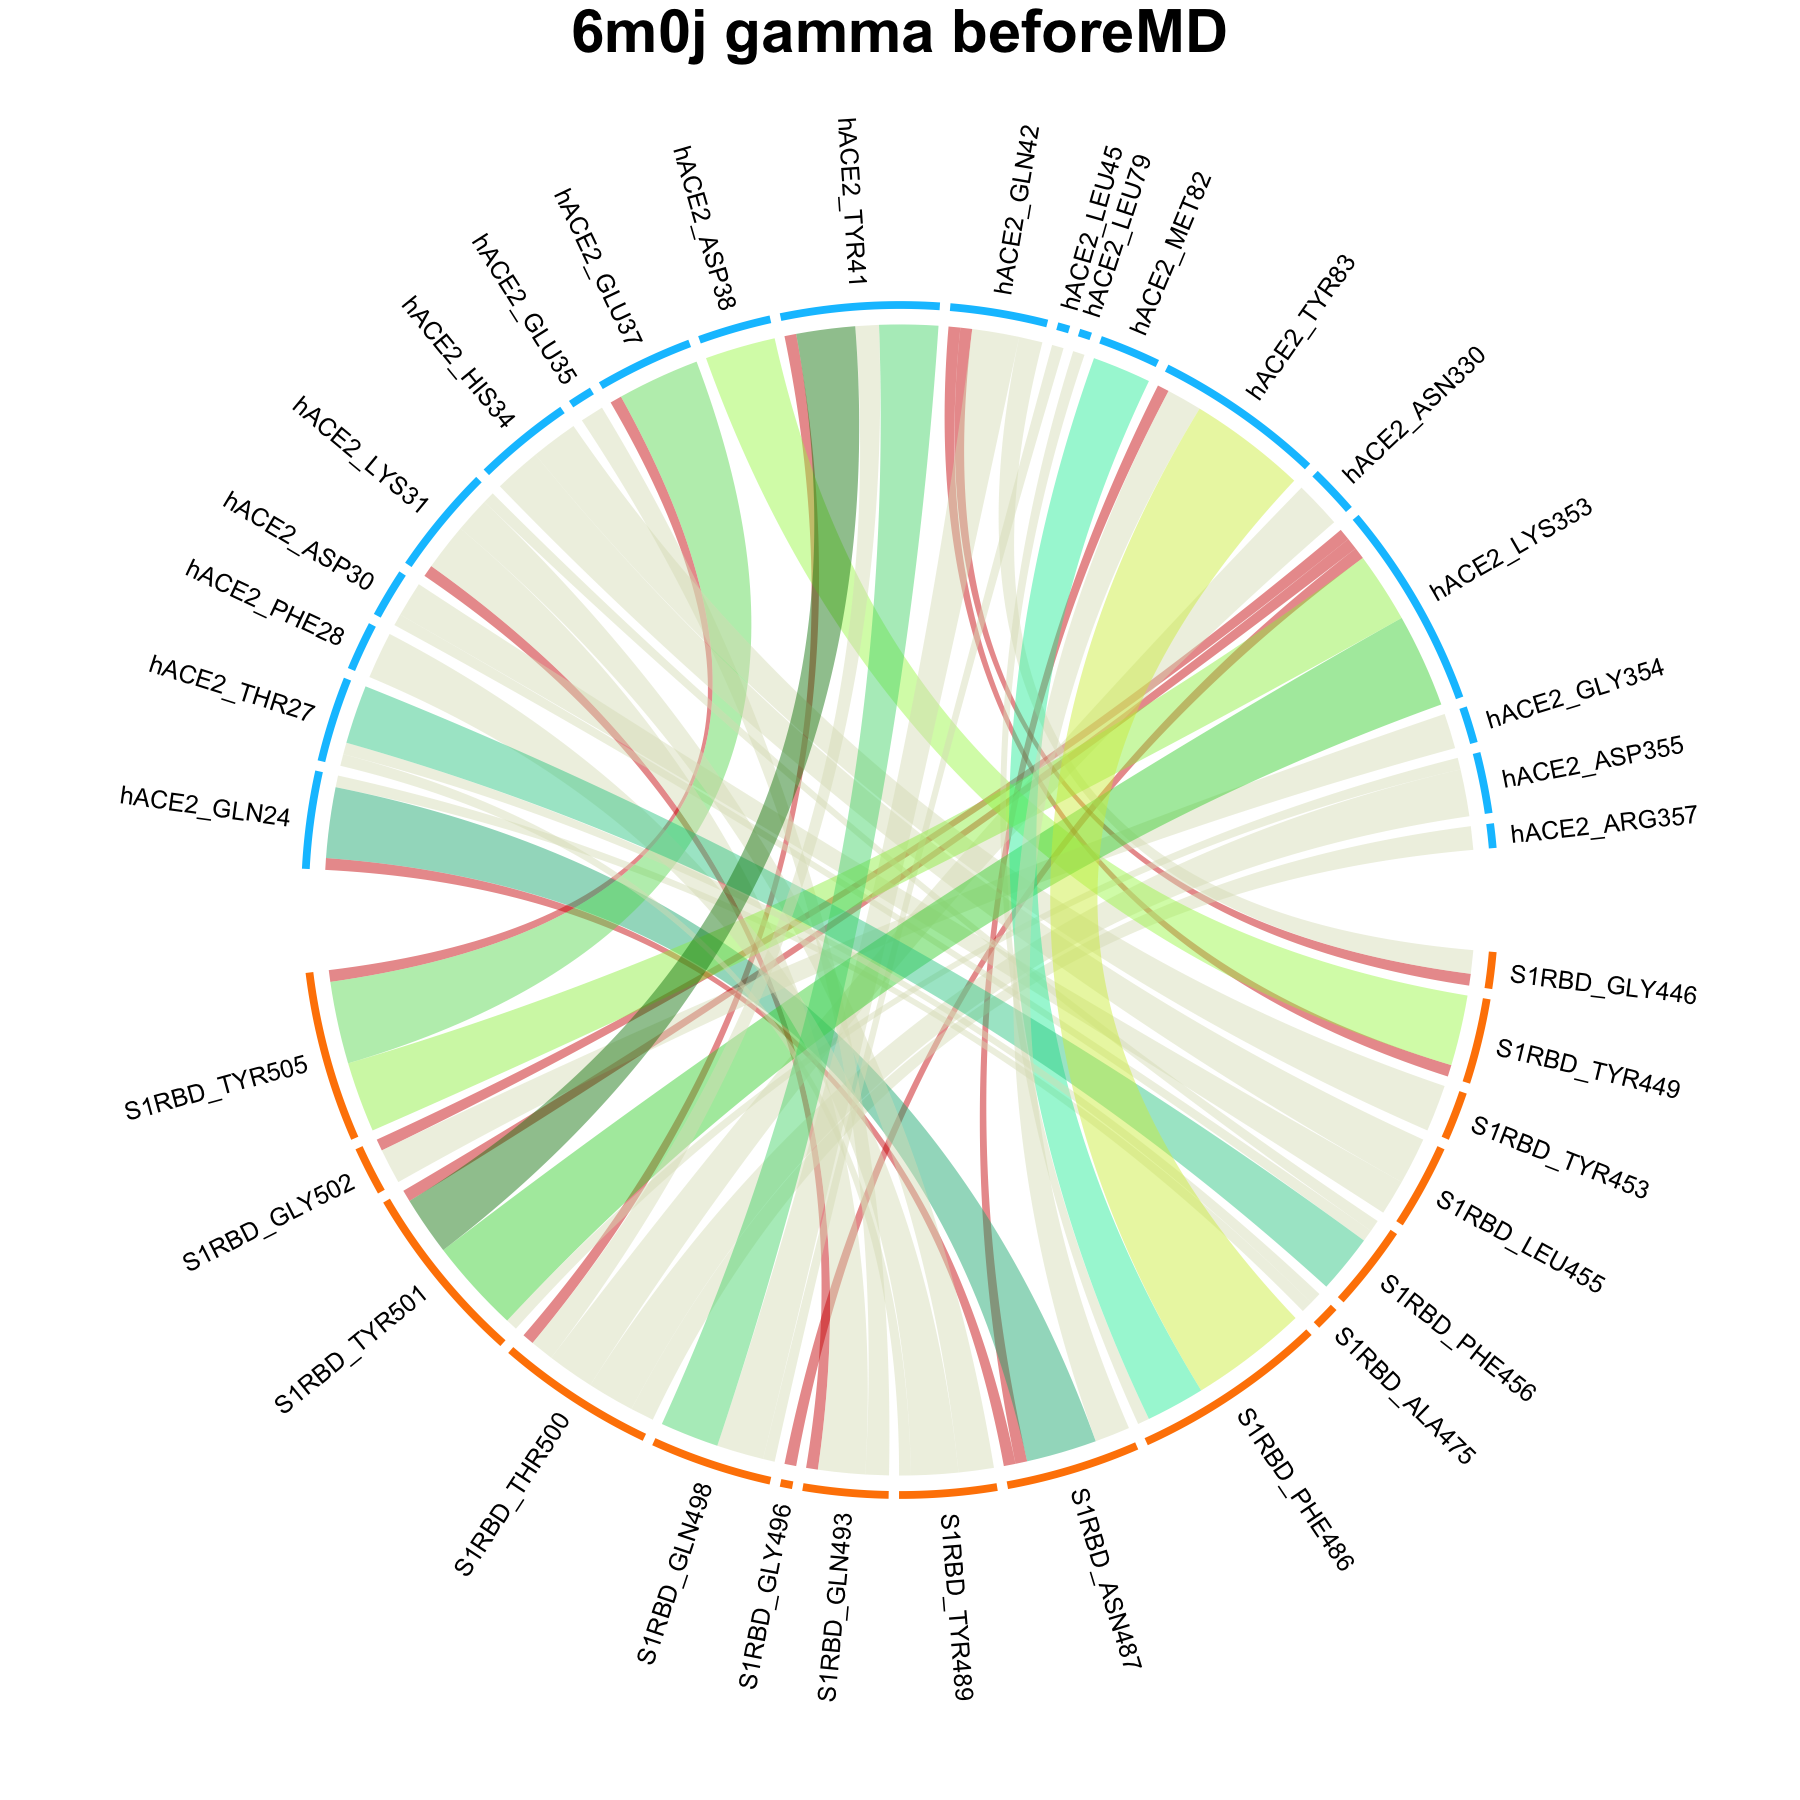 6m0j gamma beforeMD
hACE2_GLN24
hACE2_THR27
hACE2_PHE28
hACE2_ASP30
hACE2_LYS31
hACE2_HIS34
hACE2_GLU35
hACE2_GLU37
hACE2_ASP38
hACE2_TYR41
hACE2_GLN42
hACE2_LEU45
hACE2_LEU79
hACE2_MET82
hACE2_TYR83
hACE2_ASN330
hACE2_LYS353
hACE2_GLY354
hACE2_ASP355
hACE2_ARG357
S1RBD_GLY446
S1RBD_TYR449
S1RBD_TYR453
S1RBD_LEU455
S1RBD_PHE456
S1RBD_ALA475
S1RBD_PHE486
S1RBD_ASN487
S1RBD_TYR489
S1RBD_GLN493
S1RBD_GLY496
S1RBD_GLN498
S1RBD_THR500
S1RBD_TYR501
S1RBD_GLY502
S1RBD_TYR505